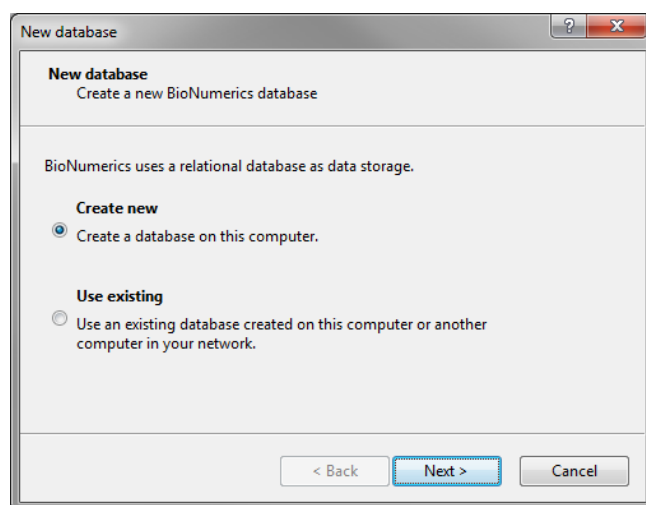 New database
New database
Create a new BioNumerics database
BioNumerics uses a relational database as data storage.
Create new
Create a database on this computer.
Use existing
Use an existing database created on this computer or another
computer in your network.
< Back Next > Cancel